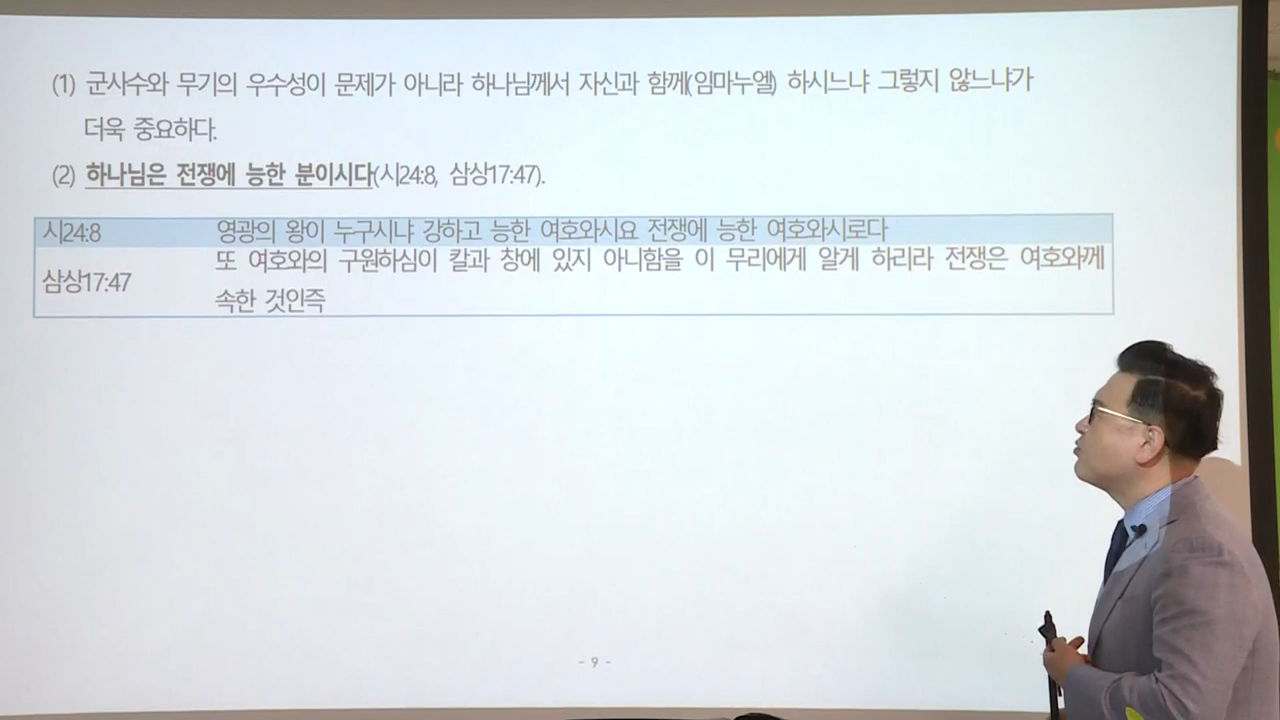 (1) 군사수와 무기의 우수성이 문제가 아니라 하나님께서 자신과 함께(임마누엘) 하시느냐 그렇지 않느냐가
더욱 중요하다.
(2) 하나님은 전쟁에 능한 분이시다(시24:8, 삼상17:47).
시24:8 영광의 왕이 누구시냐 강하고 능한 여호와시요 전쟁에 능한 여호와시로다
삼상17:47 또 여호와의 구원하심이 칼과 창에 있지 아니함을 이 무리에게 알게 하리라 전쟁은 여호와께
속한 것인즉
- 9 -